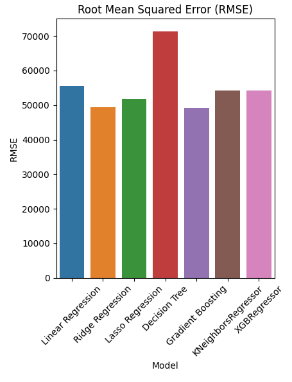 Root Mean Squared Error (RMSE)
70000
60000
50000
40000
30000
20000
10000
0
RMSE
Linear Regression
Ridge Regression
Lasso Regression
Decision Tree
Gradient Boosting
KNeighborsRegressor
XGBRegressor
Model